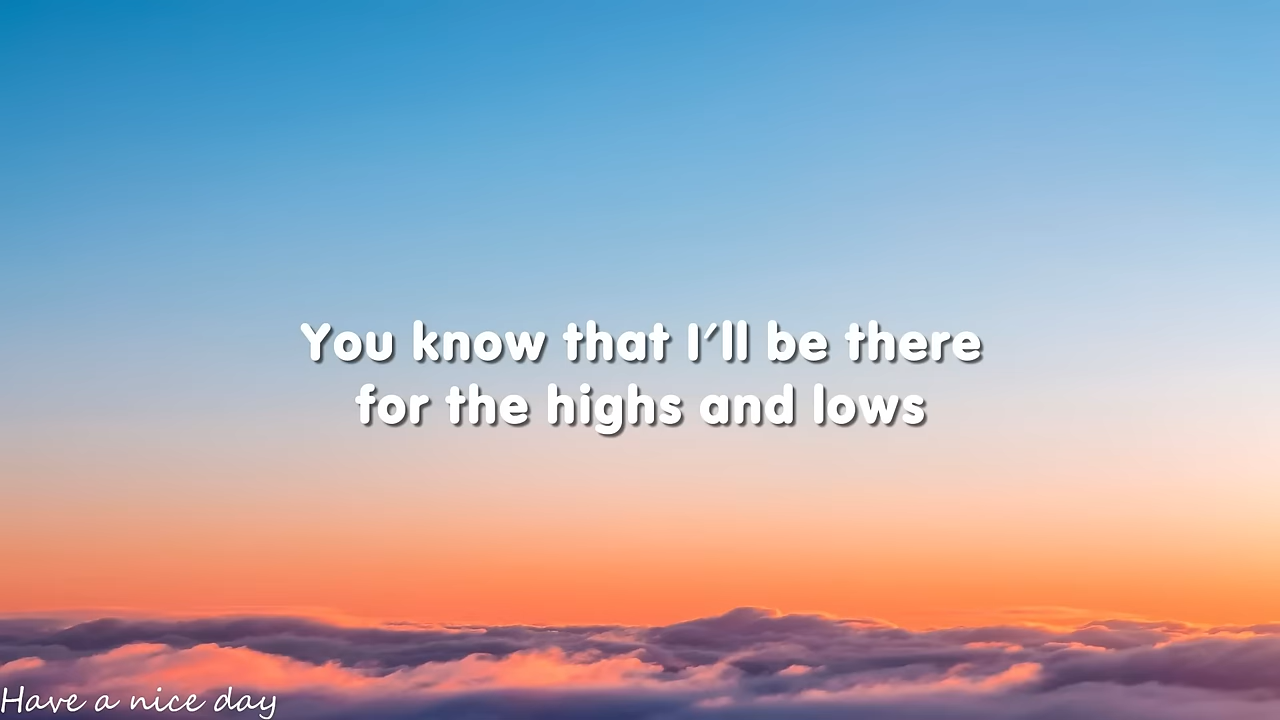 You know that I'll be there
for the highs and lows
Have a nice day